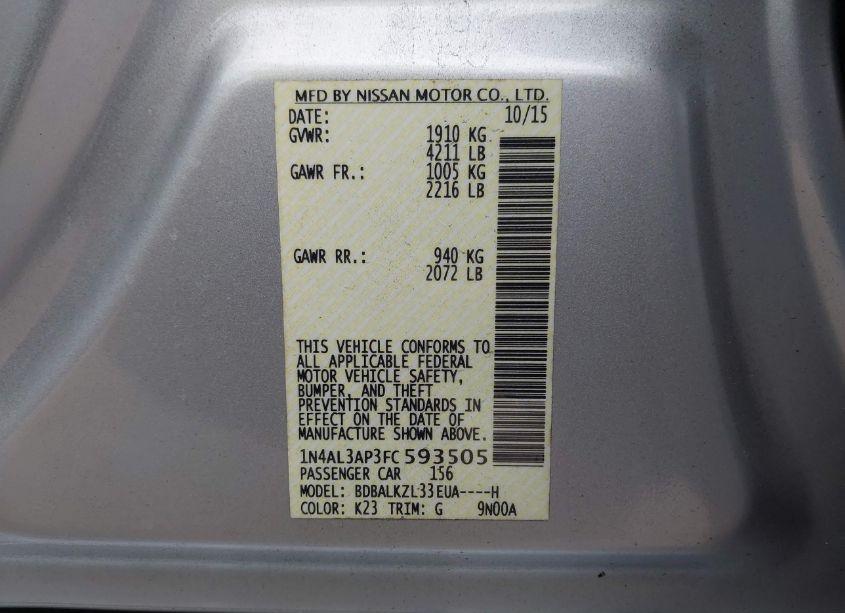 MFD BY NISSAN MOTOR CO., LTD.
DATE: 10/15
GVWR: 1910 KG
4211 LB
GAWR FR.: 1005 KG
2216 LB
GAWR RR.: 940 KG
2072 LB
THIS VEHICLE CONFORMS TO
ALL APPLICABLE FEDERAL
MOTOR VEHICLE SAFETY,
BUMPER, AND THEFT
PREVENTION STANDARDS IN
EFFECT ON THE DATE OF
MANUFACTURE SHOWN ABOVE.
1N4AL3AP3FC593505
PASSENGER CAR 156
MODEL: BDBALKZL33EUA----H
COLOR: K23 TRIM: G 9N00A